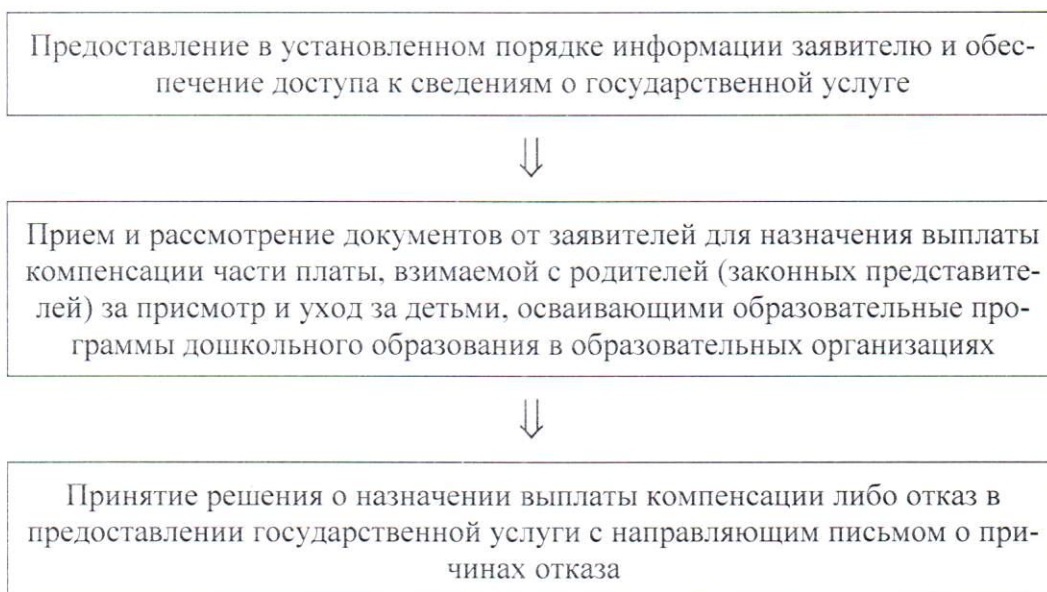 Предоставление в установленном порядке информации заявителю и обес-
печение доступа к сведениям о государственной услуге
⇓
Прием и рассмотрение документов от заявителей для назначения выплаты
компенсации части платы, взимаемой с родителей (законных представите-
лей) за присмотр и уход за детьми, осваивающими образовательные про-
граммы дошкольного образования в образовательных организациях
⇓
Принятие решения о назначении выплаты компенсации либо отказ в
предоставлении государственной услуги с направляющим письмом о при-
чинах отказа